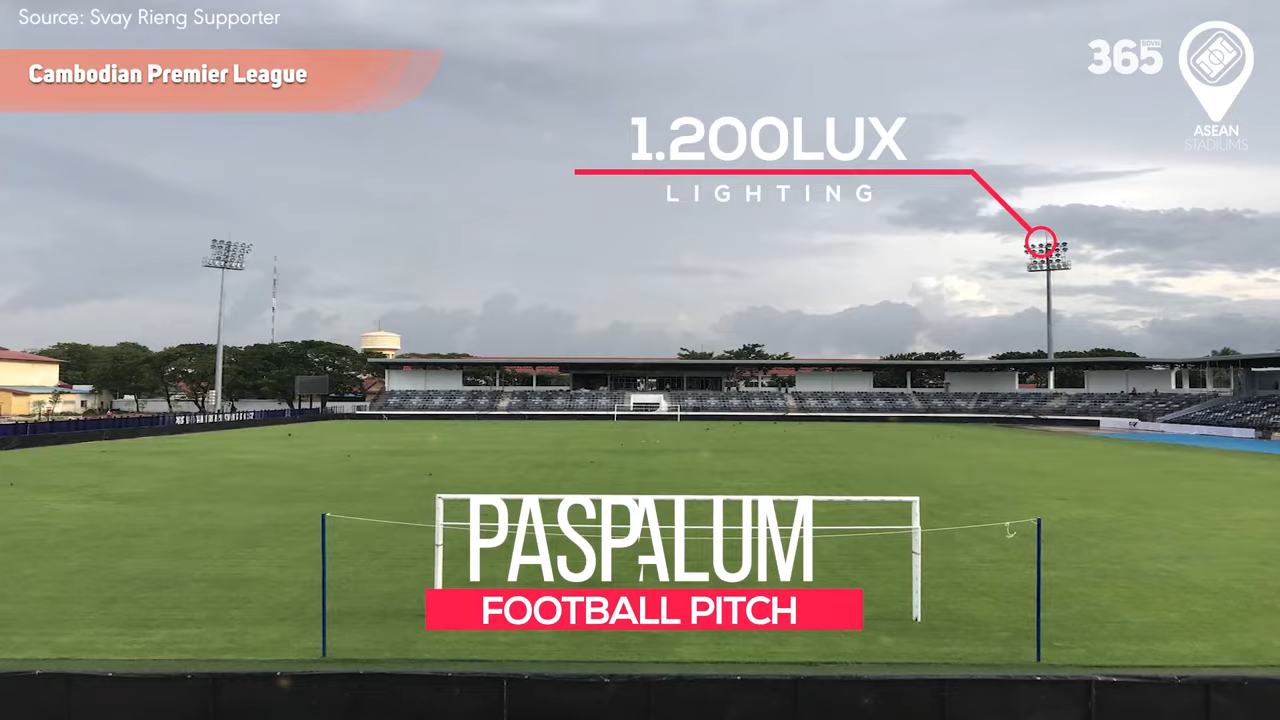 Source: Svay Rieng Supporter
Cambodian Premier League
365
ASEAN
STADIUMS
1.200LUX
LIGHTING
PASPALUM
FOOTBALL PITCH